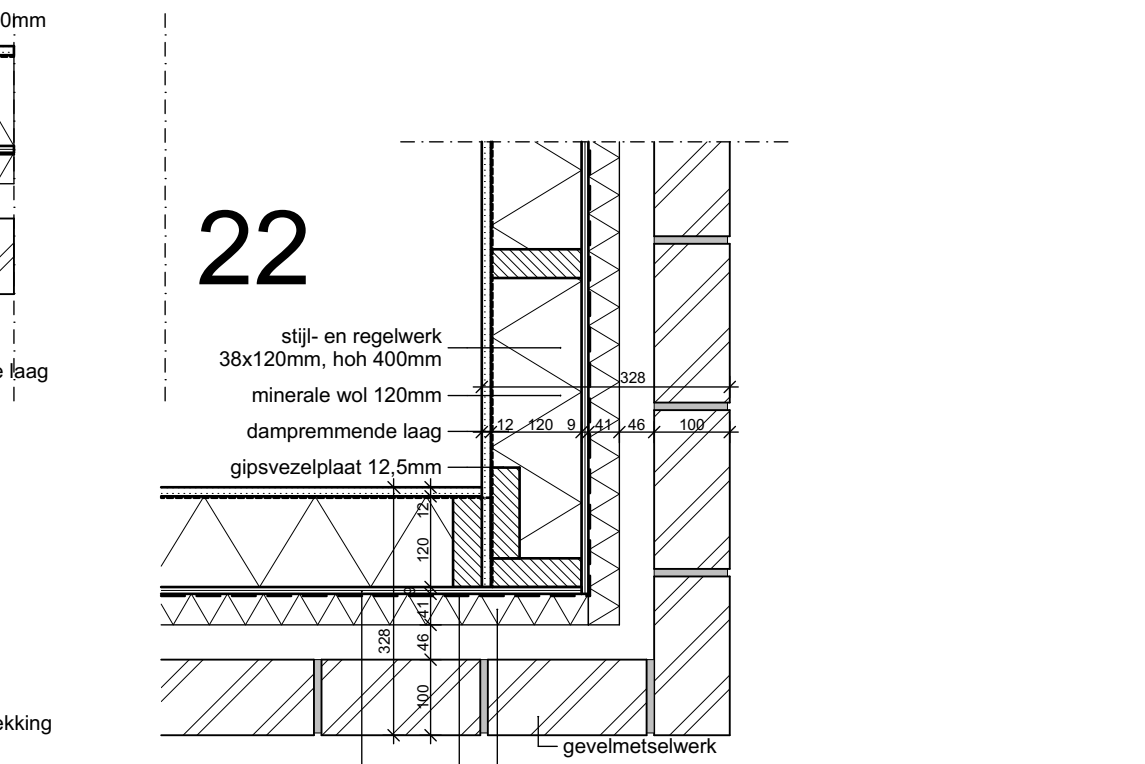 0mm
22
stijl- en regelwerk
38x120mm, hoh 400mm
328
minerale wol 120mm
e laag
dampremmende laag
12 120 9 41 46 100
gipsvezelplaat 12,5mm
12
120
9
41
46
328
100
ekking
gevelmetselwerk